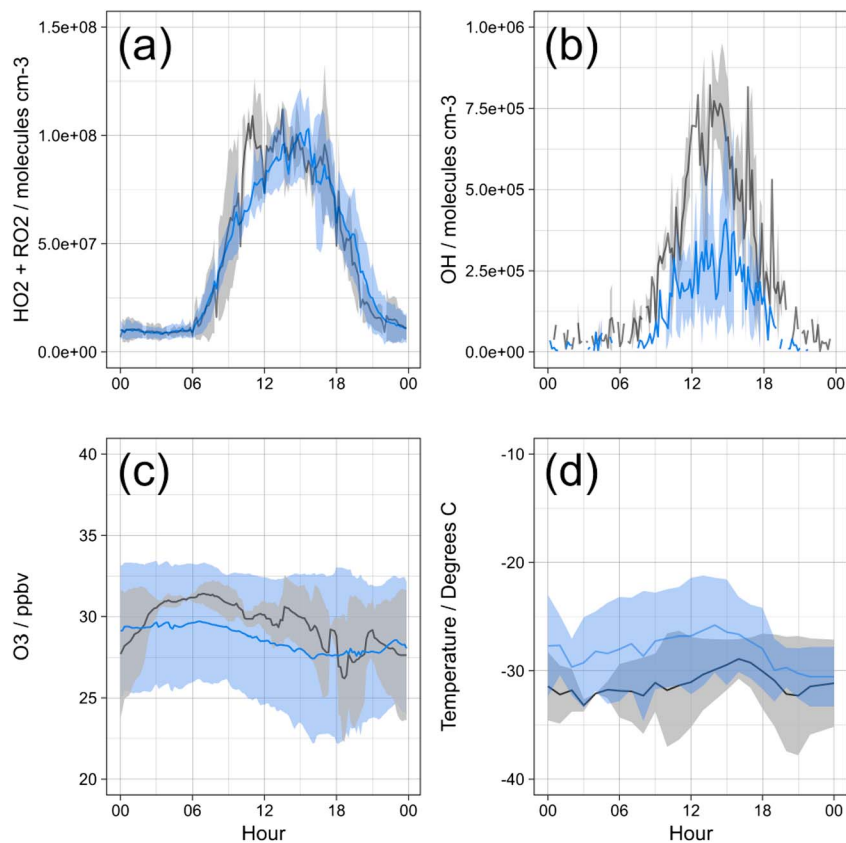 (a)
HO2 + RO2 / molecules cm-3
1.5e+08
1.0e+08
5.0e+07
0.0e+00
00 06 12 18 00
(b)
OH / molecules cm-3
1.0e+06
7.5e+05
5.0e+05
2.5e+05
0.0e+00
00 06 12 18 00
(c)
O3 / ppbv
40
35
30
25
20
00 06 12 18 00
Hour
(d)
Temperature / Degrees C
-10
-20
-30
-40
00 06 12 18 00
Hour